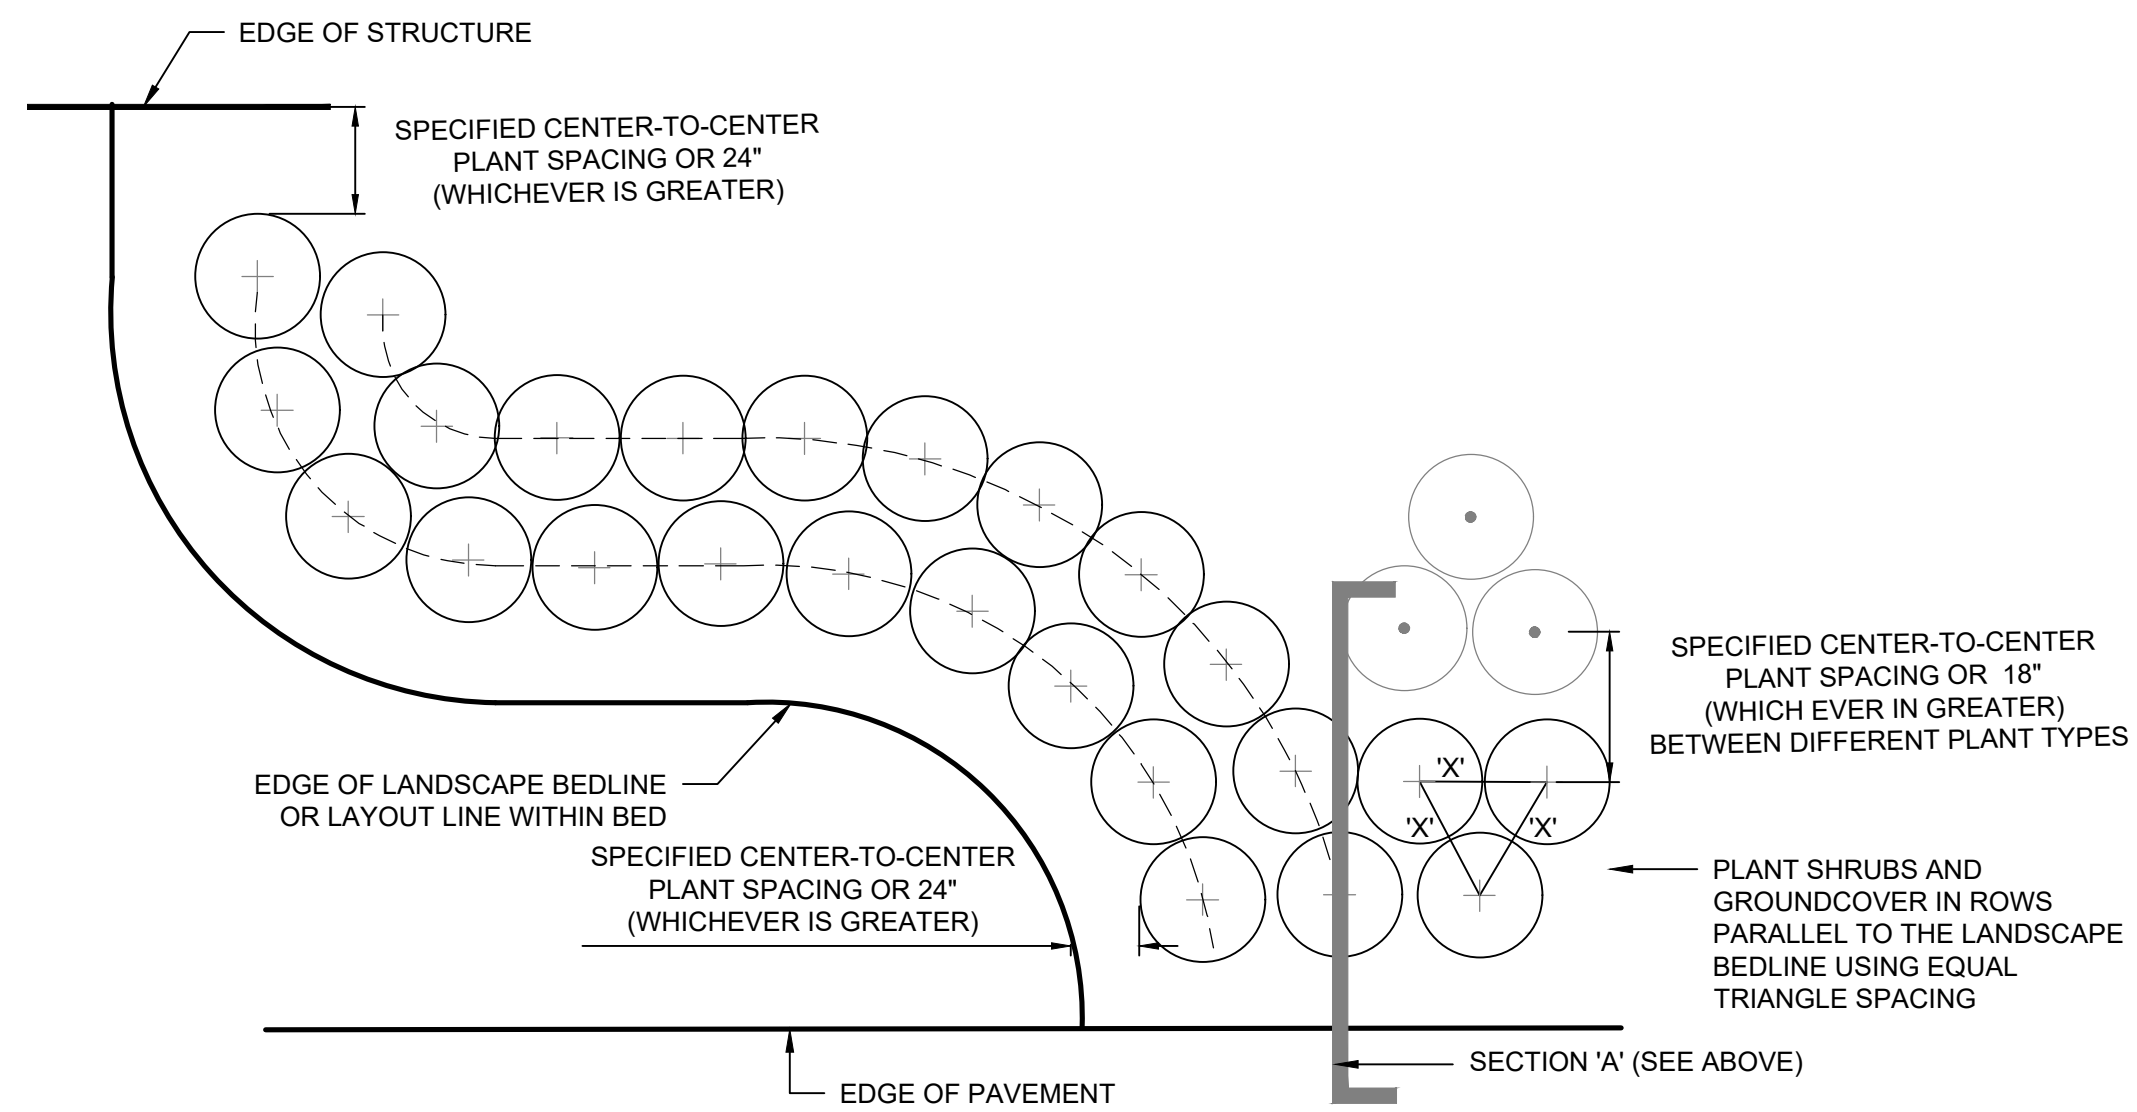 EDGE OF STRUCTURE
SPECIFIED CENTER-TO-CENTER
PLANT SPACING OR 24"
(WHICHEVER IS GREATER)
SPECIFIED CENTER-TO-CENTER
PLANT SPACING OR 18"
(WHICH EVER IN GREATER)
BETWEEN DIFFERENT PLANT TYPES
'X'
'X'
'X'
EDGE OF LANDSCAPE BEDLINE
OR LAYOUT LINE WITHIN BED
SPECIFIED CENTER-TO-CENTER
PLANT SPACING OR 24"
(WHICHEVER IS GREATER)
PLANT SHRUBS AND
GROUNDCOVER IN ROWS
PARALLEL TO THE LANDSCAPE
BEDLINE USING EQUAL
TRIANGLE SPACING
SECTION 'A' (SEE ABOVE)
EDGE OF PAVEMENT